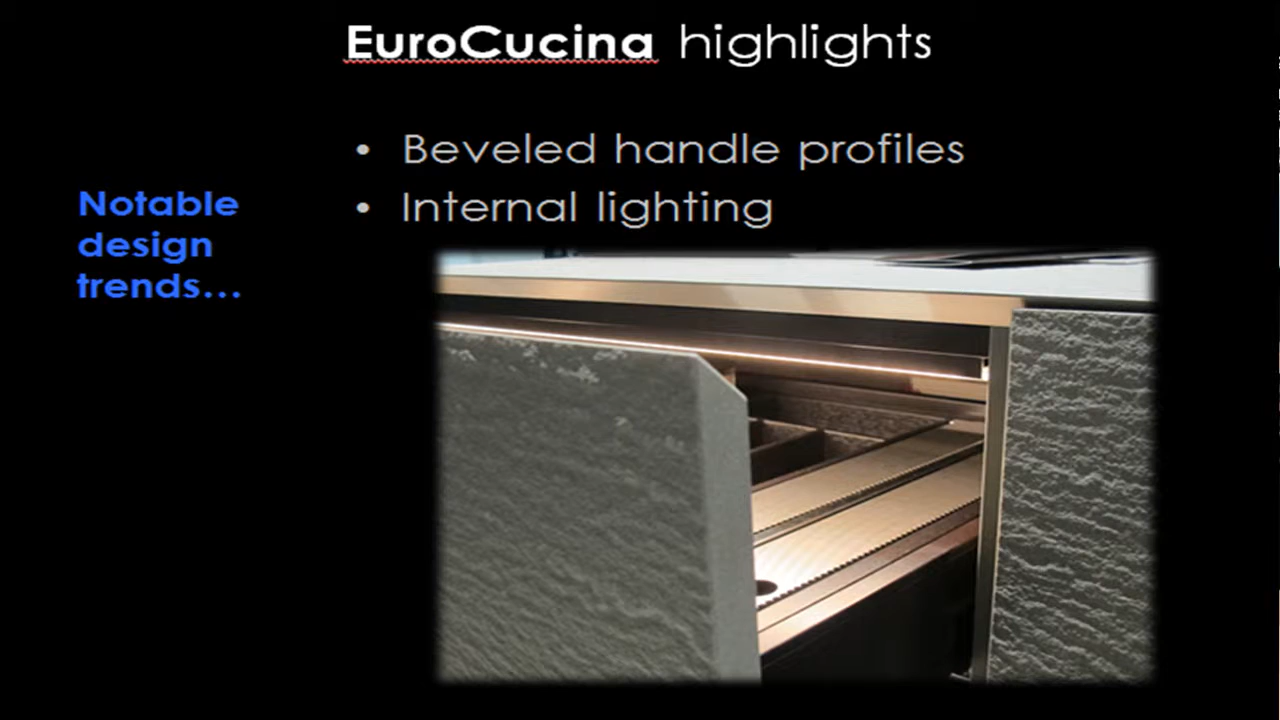 EuroCucina highlights
• Beveled handle profiles
• Internal lighting
Notable
design
trends...